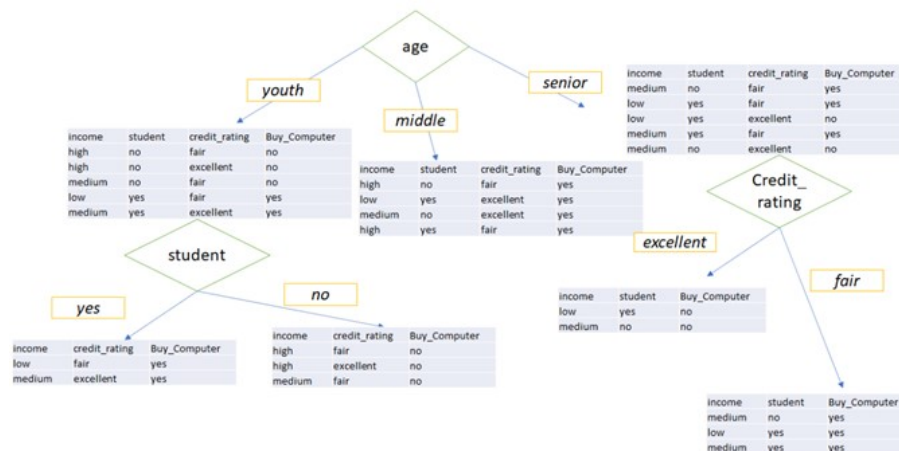 age
youth
middle
senior
income student credit_rating Buy_Computer
high no fair no
high no excellent no
medium no fair no
low yes fair yes
medium yes excellent yes
income student credit_rating Buy_Computer
high no fair yes
low yes excellent yes
medium no excellent yes
high yes fair yes
income student credit_rating Buy_Computer
medium no fair yes
low yes fair yes
low yes excellent no
medium yes fair yes
medium no excellent no
student
yes
no
income credit_rating Buy_Computer
low fair yes
medium excellent yes
income credit_rating Buy_Computer
high fair no
high excellent no
medium fair no
Credit_
rating
excellent
fair
income student Buy_Computer
low yes no
medium no no
income student Buy_Computer
medium no yes
low yes yes
medium yes yes